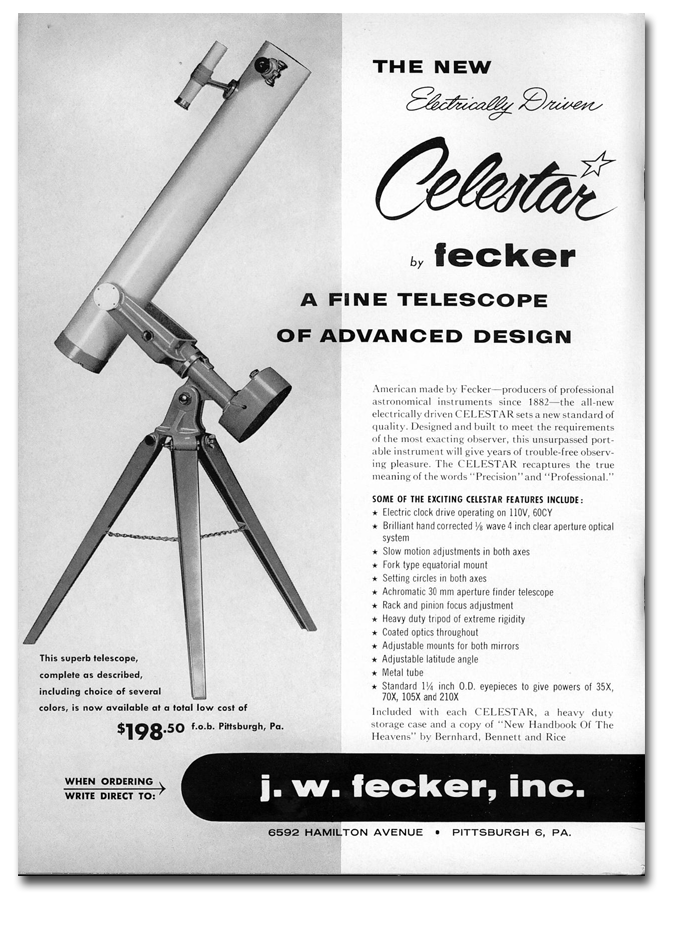 THE NEW
Electrically Driven
Celestar
by fecker
A FINE TELESCOPE
OF ADVANCED DESIGN
American made by Fecker—producers of professional
astronomical instruments since 1882—the all-new
electrically driven CELESTAR sets a new standard of
quality. Designed and built to meet the requirements
of the most exacting observer, this unsurpassed port-
able instrument will give years of trouble-free observ-
ing pleasure. The CELESTAR recaptures the true
meaning of the words "Precision" and "Professional."
SOME OF THE EXCITING CELESTAR FEATURES INCLUDE:
★ Electric clock drive operating on 110V, 60CY
★ Brilliant hand corrected ⅛ wave 4 inch clear aperture optical
system
★ Slow motion adjustments in both axes
★ Fork type equatorial mount
★ Setting circles in both axes
★ Achromatic 30 mm aperture finder telescope
★ Rack and pinion focus adjustment
★ Heavy duty tripod of extreme rigidity
★ Coated optics throughout
★ Adjustable mounts for both mirrors
★ Adjustable latitude angle
★ Metal tube
★ Standard 1¼ inch O.D. eyepieces to give powers of 35X,
70X, 105X and 210X
Included with each CELESTAR, a heavy duty
storage case and a copy of "New Handbook Of The
Heavens" by Bernhard, Bennett and Rice
This superb telescope,
complete as described,
including choice of several
colors, is now available at a total low cost of
$198.50 f.o.b. Pittsburgh, Pa.
WHEN ORDERING
WRITE DIRECT TO:
j. w. fecker, inc.
6592 HAMILTON AVENUE • PITTSBURGH 6, PA.